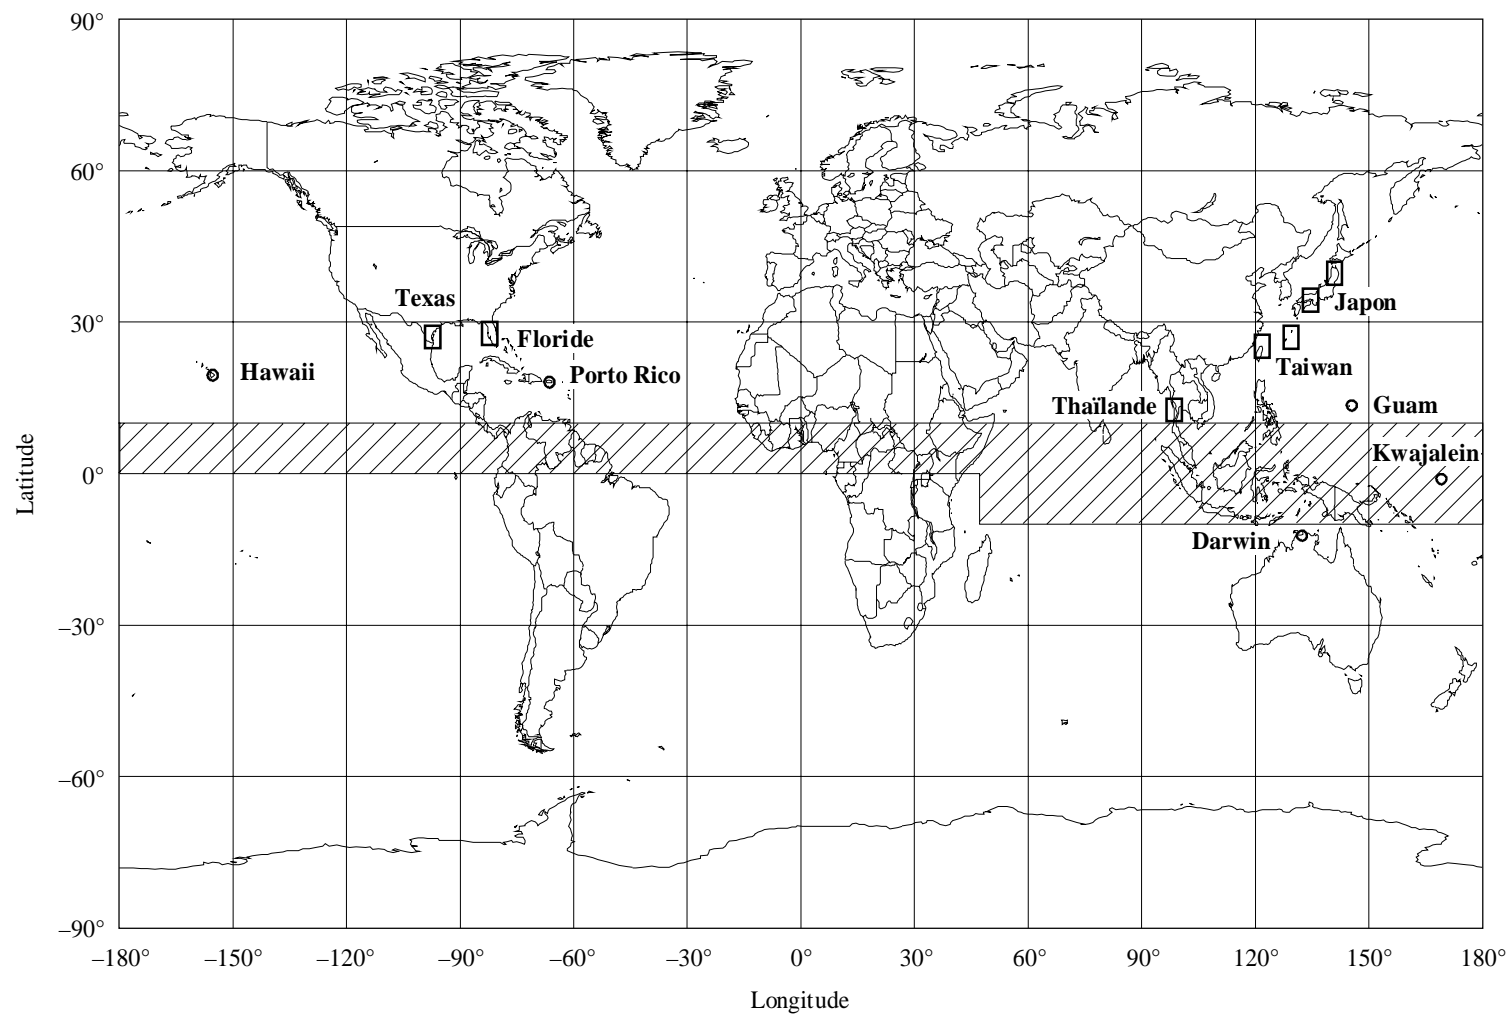 90°
60°
Texas
Japon
30°
Floride
Taiwan
Hawaii
Porto Rico
Thaïlande
Guam
Kwajalein
Latitude
0°
Darwin
–30°
–60°
–90°
–180° –150° –120° –90° –60° –30° 0° 30° 60° 90° 120° 150° 180°
Longitude